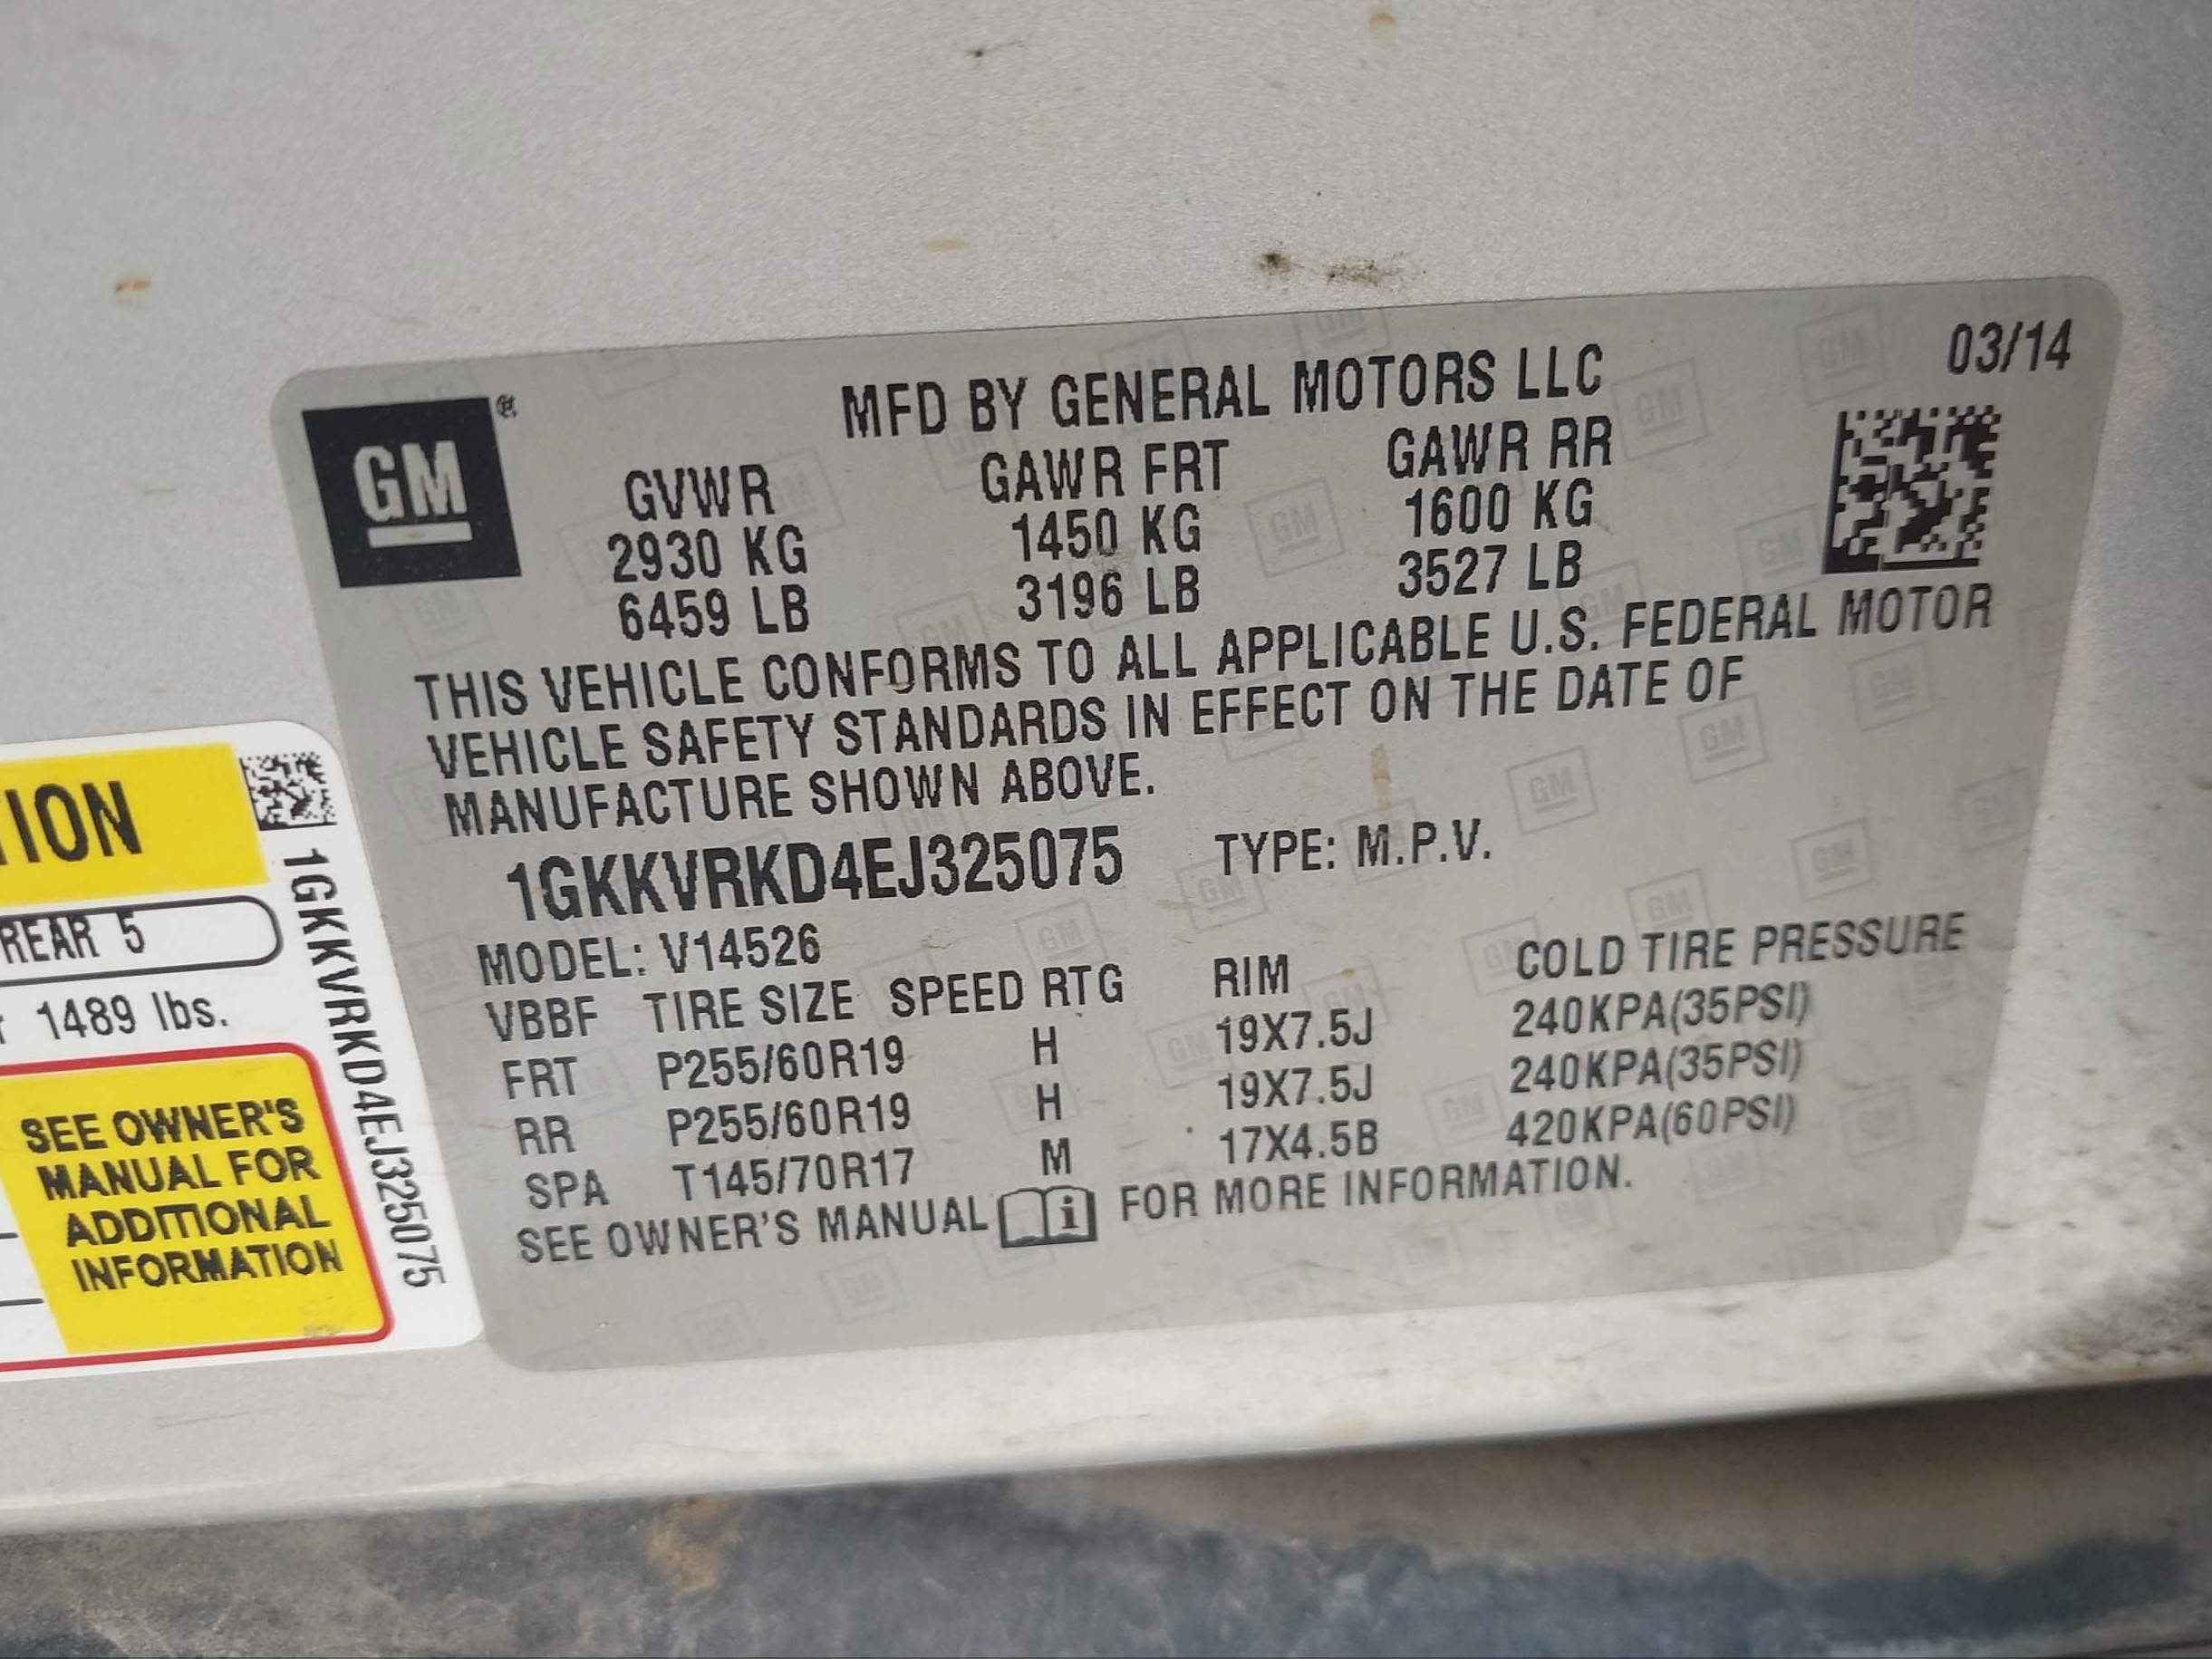 GM
®
MFD BY GENERAL MOTORS LLC
03/14
GVWR GAWR FRT GAWR RR
2930 KG 1450 KG 1600 KG
6459 LB 3196 LB 3527 LB
THIS VEHICLE CONFORMS TO ALL APPLICABLE U.S. FEDERAL MOTOR
VEHICLE SAFETY STANDARDS IN EFFECT ON THE DATE OF
MANUFACTURE SHOWN ABOVE.
1GKKVRKD4EJ325075 TYPE: M.P.V.
MODEL: V14526
VBBF TIRE SIZE SPEED RTG RIM COLD TIRE PRESSURE
FRT P255/60R19 H 19X7.5J 240KPA(35PSI)
RR P255/60R19 H 19X7.5J 240KPA(35PSI)
SPA T145/70R17 M 17X4.5B 420KPA(60PSI)
SEE OWNER'S MANUAL i FOR MORE INFORMATION.
TION
REAR 5
1489 lbs.
SEE OWNER'S
MANUAL FOR
ADDITIONAL
INFORMATION
1GKKVRKD4EJ325075